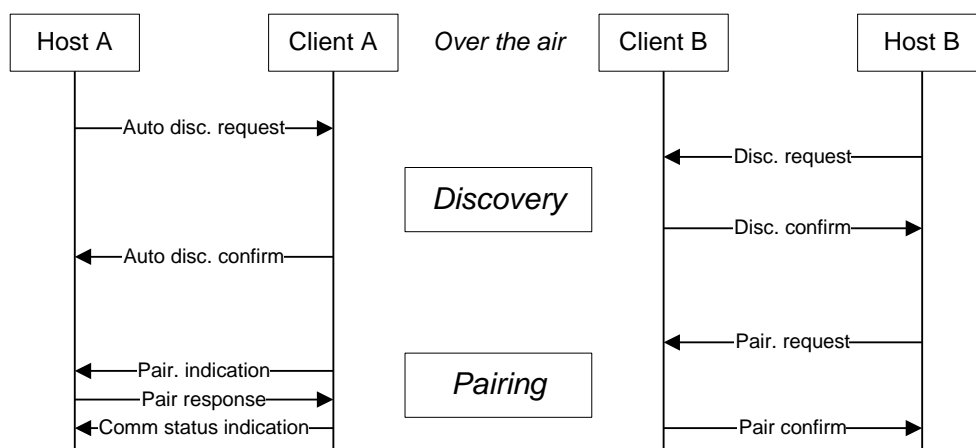 Host A
Client A
Over the air
Client B
Host B
Auto disc. request
Disc. request
Discovery
Disc. confirm
Auto disc. confirm
Pair. request
Pair. indication
Pairing
Pair response
Comm status indication
Pair confirm